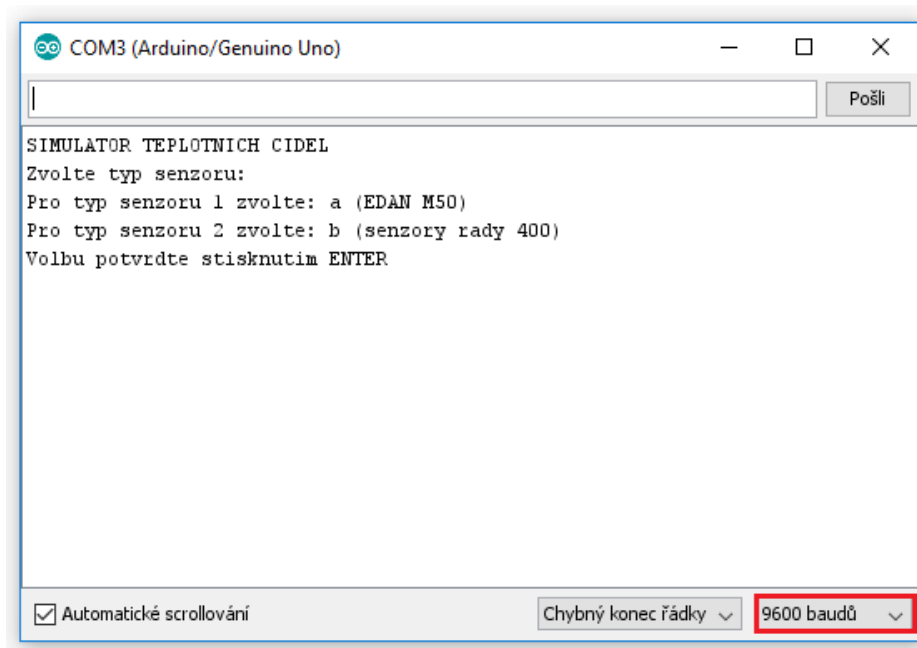 COM3 (Arduino/Genuino Uno)
Pošli
SIMULATOR TEPLOTNICH CIDEL
Zvolte typ senzoru:
Pro typ senzoru 1 zvolte: a (EDAN M50)
Pro typ senzoru 2 zvolte: b (senzory rady 400)
Volbu potvrdte stisknutim ENTER
Automatické scrollování Chybný konec řádky 9600 baudů